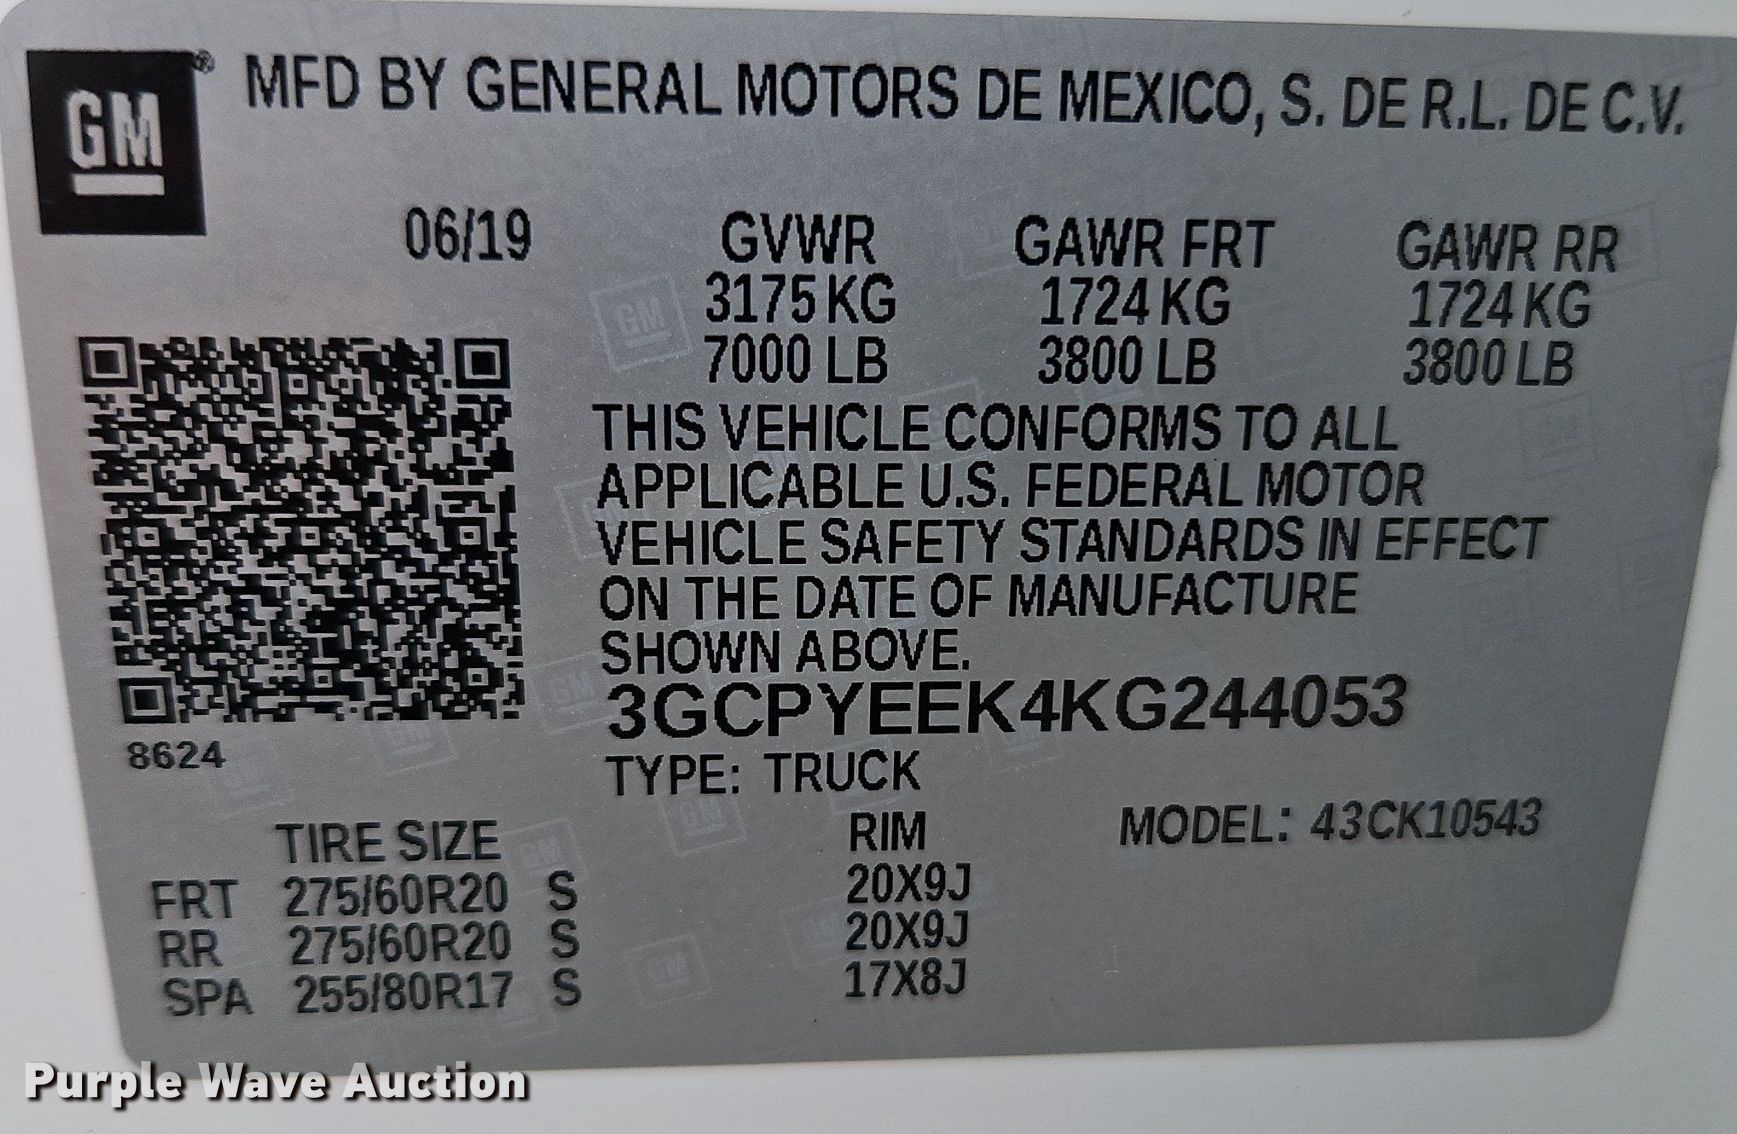 GM ® MFD BY GENERAL MOTORS DE MEXICO, S. DE R.L. DE C.V.
06/19 GVWR GAWR FRT GAWR RR
3175 KG 1724 KG 1724 KG
7000 LB 3800 LB 3800 LB
THIS VEHICLE CONFORMS TO ALL
APPLICABLE U.S. FEDERAL MOTOR
VEHICLE SAFETY STANDARDS IN EFFECT
ON THE DATE OF MANUFACTURE
SHOWN ABOVE.
3GCPYEEK4KG244053
8624
TYPE: TRUCK
TIRE SIZE RIM MODEL: 43CK10543
FRT 275/60R20 S 20X9J
RR 275/60R20 S 20X9J
SPA 255/80R17 S 17X8J
Purple Wave Auction